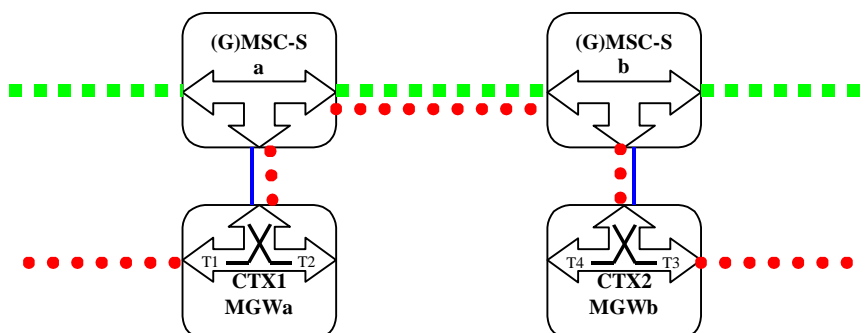 (G)MSC-S
a
(G)MSC-S
b
T1
T2
CTX1
MGWa
T4
T3
CTX2
MGWb